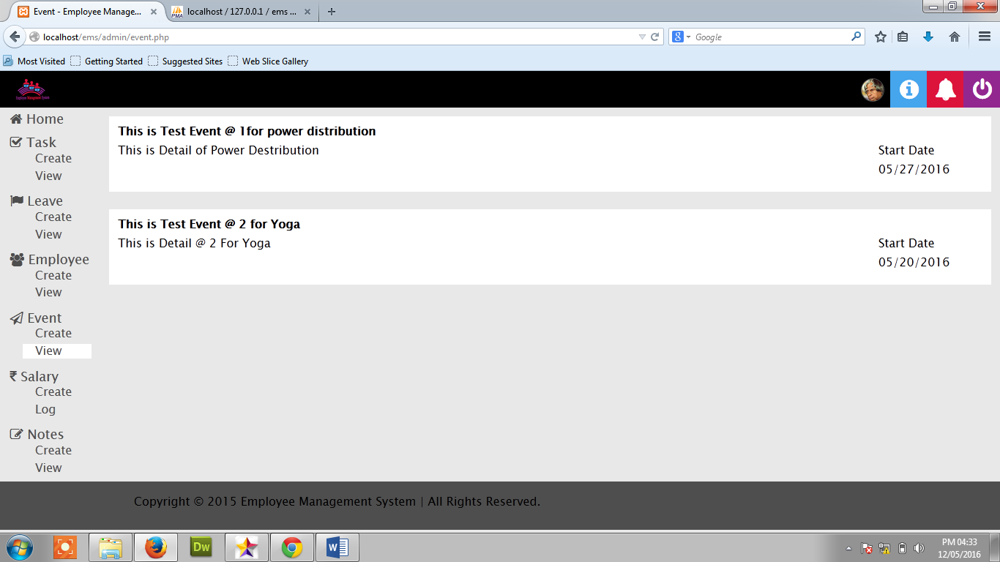 Event - Employee Manage...
localhost / 127.0.0.1 / ems ...
localhost/ems/admin/event.php
Google
Most Visited
Getting Started
Suggested Sites
Web Slice Gallery
Employee Management System
Home
Task
Create
View
Leave
Create
View
Employee
Create
View
Event
Create
View
Salary
Create
Log
Notes
Create
View
This is Test Event @ 1for power distribution
This is Detail of Power Destribution
Start Date
05/27/2016
This is Test Event @ 2 for Yoga
This is Detail @ 2 For Yoga
Start Date
05/20/2016
Copyright © 2015 Employee Management System | All Rights Reserved.
Dw
PM 04:33
12/05/2016